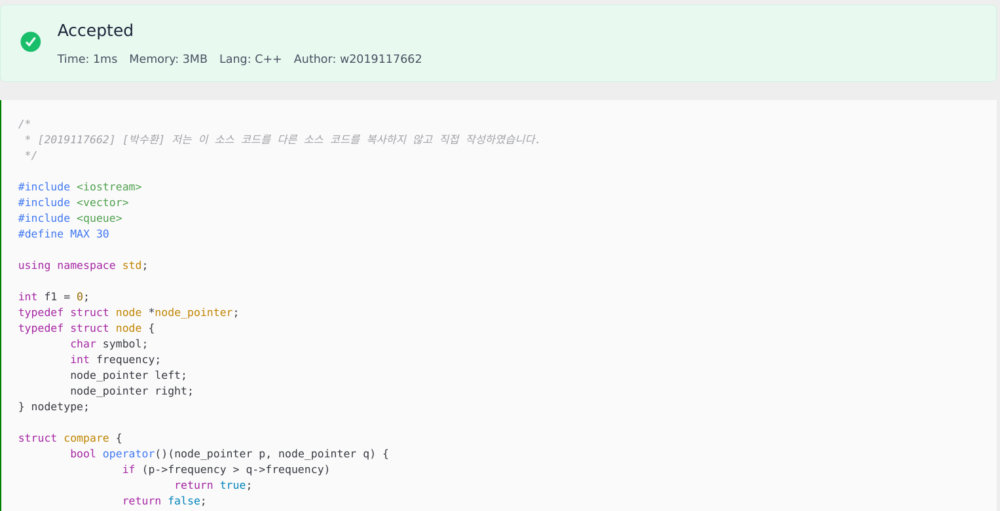 Accepted
Time: 1ms Memory: 3MB Lang: C++ Author: w2019117662
/*
 * [2019117662] [박수환] 저는 이 소스 코드를 다른 소스 코드를 복사하지 않고 직접 작성하였습니다.
 */
#include <iostream>
#include <vector>
#include <queue>
#define MAX 30
using namespace std;
int f1 = 0;
typedef struct node *node_pointer;
typedef struct node {
        char symbol;
        int frequency;
        node_pointer left;
        node_pointer right;
} nodetype;
struct compare {
        bool operator()(node_pointer p, node_pointer q) {
                if (p->frequency > q->frequency)
                        return true;
                return false;